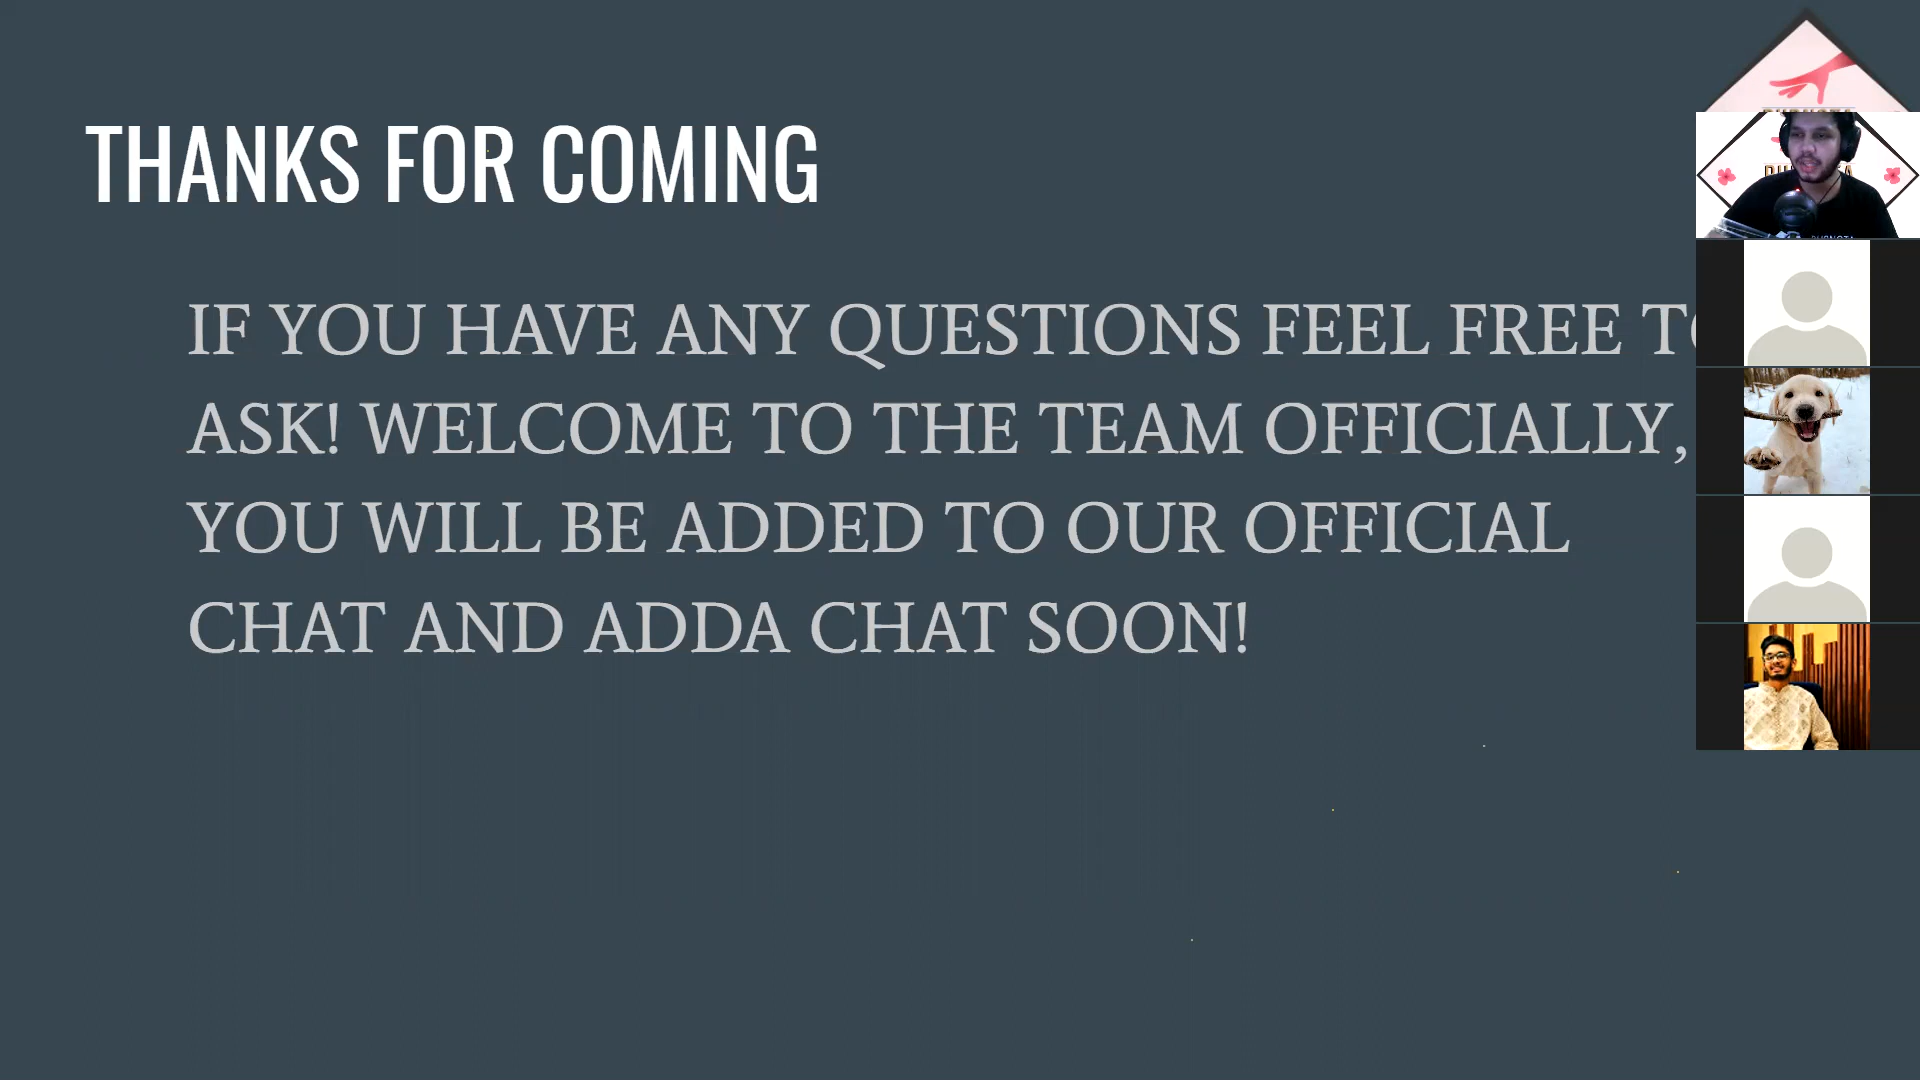 THANKS FOR COMING
IF YOU HAVE ANY QUESTIONS FEEL FREE TO
ASK! WELCOME TO THE TEAM OFFICIALLY,
YOU WILL BE ADDED TO OUR OFFICIAL
CHAT AND ADDA CHAT SOON!